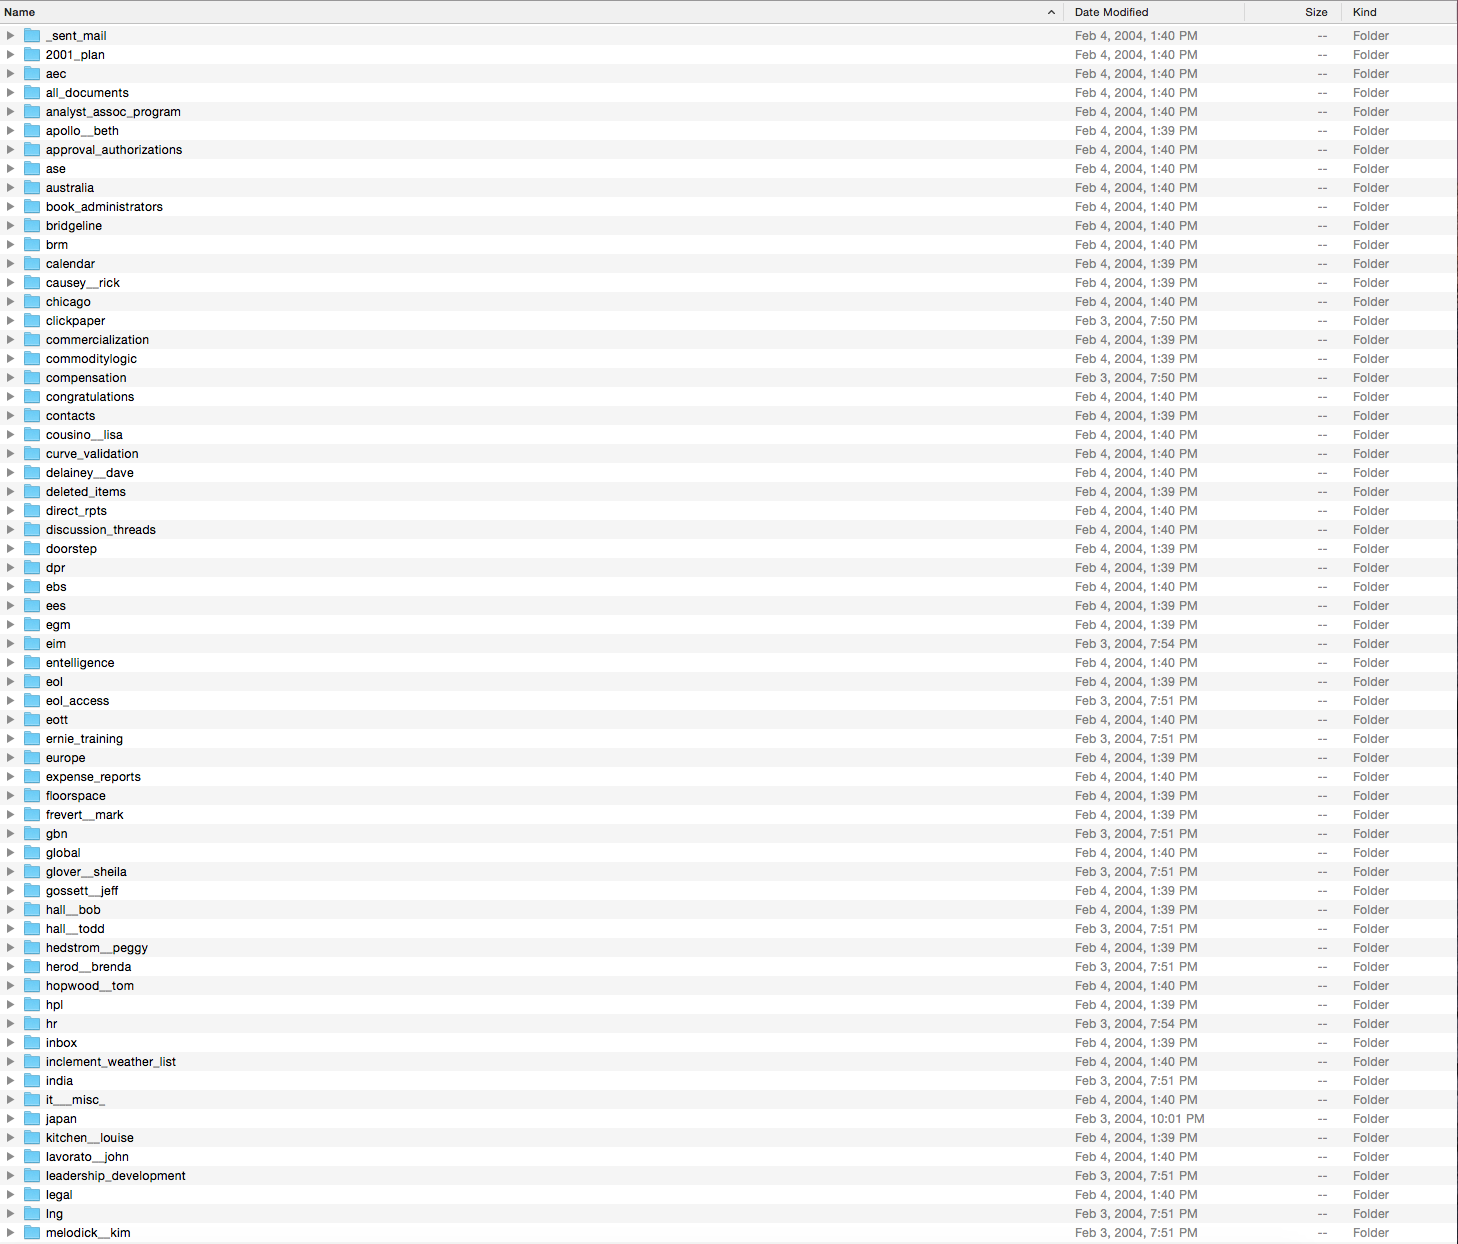 Name Date Modified Size Kind
_sent_mail Feb 4, 2004, 1:40 PM -- Folder
2001_plan Feb 4, 2004, 1:40 PM -- Folder
aec Feb 4, 2004, 1:40 PM -- Folder
all_documents Feb 4, 2004, 1:40 PM -- Folder
analyst_assoc_program Feb 4, 2004, 1:40 PM -- Folder
apollo__beth Feb 4, 2004, 1:39 PM -- Folder
approval_authorizations Feb 4, 2004, 1:40 PM -- Folder
ase Feb 4, 2004, 1:40 PM -- Folder
australia Feb 4, 2004, 1:40 PM -- Folder
book_administrators Feb 4, 2004, 1:40 PM -- Folder
bridgeline Feb 4, 2004, 1:40 PM -- Folder
brm Feb 4, 2004, 1:40 PM -- Folder
calendar Feb 4, 2004, 1:39 PM -- Folder
causey__rick Feb 4, 2004, 1:39 PM -- Folder
chicago Feb 4, 2004, 1:40 PM -- Folder
clickpaper Feb 3, 2004, 7:50 PM -- Folder
commercialization Feb 4, 2004, 1:39 PM -- Folder
commoditylogic Feb 4, 2004, 1:39 PM -- Folder
compensation Feb 3, 2004, 7:50 PM -- Folder
congratulations Feb 4, 2004, 1:40 PM -- Folder
contacts Feb 4, 2004, 1:39 PM -- Folder
cousino__lisa Feb 4, 2004, 1:40 PM -- Folder
curve_validation Feb 4, 2004, 1:40 PM -- Folder
delainey__dave Feb 4, 2004, 1:40 PM -- Folder
deleted_items Feb 4, 2004, 1:39 PM -- Folder
direct_rpts Feb 4, 2004, 1:40 PM -- Folder
discussion_threads Feb 4, 2004, 1:40 PM -- Folder
doorstep Feb 4, 2004, 1:39 PM -- Folder
dpr Feb 4, 2004, 1:39 PM -- Folder
ebs Feb 4, 2004, 1:40 PM -- Folder
ees Feb 4, 2004, 1:39 PM -- Folder
egm Feb 4, 2004, 1:39 PM -- Folder
eim Feb 3, 2004, 7:54 PM -- Folder
entelligence Feb 4, 2004, 1:40 PM -- Folder
eol Feb 4, 2004, 1:39 PM -- Folder
eol_access Feb 3, 2004, 7:51 PM -- Folder
eott Feb 4, 2004, 1:40 PM -- Folder
ernie_training Feb 3, 2004, 7:51 PM -- Folder
europe Feb 4, 2004, 1:39 PM -- Folder
expense_reports Feb 4, 2004, 1:40 PM -- Folder
floorspace Feb 4, 2004, 1:39 PM -- Folder
frevert__mark Feb 4, 2004, 1:39 PM -- Folder
gbn Feb 3, 2004, 7:51 PM -- Folder
global Feb 4, 2004, 1:40 PM -- Folder
glover__sheila Feb 3, 2004, 7:51 PM -- Folder
gossett__jeff Feb 4, 2004, 1:39 PM -- Folder
hall__bob Feb 4, 2004, 1:39 PM -- Folder
hall__todd Feb 3, 2004, 7:51 PM -- Folder
hedstrom__peggy Feb 4, 2004, 1:39 PM -- Folder
herod__brenda Feb 3, 2004, 7:51 PM -- Folder
hopwood__tom Feb 4, 2004, 1:40 PM -- Folder
hpl Feb 4, 2004, 1:39 PM -- Folder
hr Feb 3, 2004, 7:54 PM -- Folder
inbox Feb 4, 2004, 1:39 PM -- Folder
inclement_weather_list Feb 4, 2004, 1:40 PM -- Folder
india Feb 3, 2004, 7:51 PM -- Folder
it___misc_ Feb 4, 2004, 1:40 PM -- Folder
japan Feb 3, 2004, 10:01 PM -- Folder
kitchen__louise Feb 4, 2004, 1:39 PM -- Folder
lavorato__john Feb 4, 2004, 1:40 PM -- Folder
leadership_development Feb 3, 2004, 7:51 PM -- Folder
legal Feb 4, 2004, 1:40 PM -- Folder
lng Feb 3, 2004, 7:51 PM -- Folder
melodick__kim Feb 3, 2004, 7:51 PM -- Folder